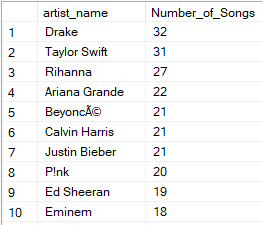 artist_name Number_of_Songs
1 Drake 32
2 Taylor Swift 31
3 Rihanna 27
4 Ariana Grande 22
5 BeyoncÃ© 21
6 Calvin Harris 21
7 Justin Bieber 21
8 P!nk 20
9 Ed Sheeran 19
10 Eminem 18